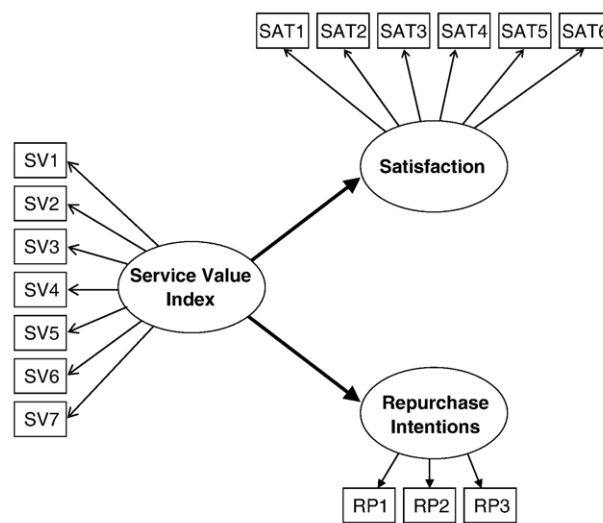 SAT1 SAT2 SAT3 SAT4 SAT5 SAT6
Satisfaction
SV1
SV2
SV3
SV4
SV5
SV6
SV7
Service Value
Index
Repurchase
Intentions
RP1 RP2 RP3